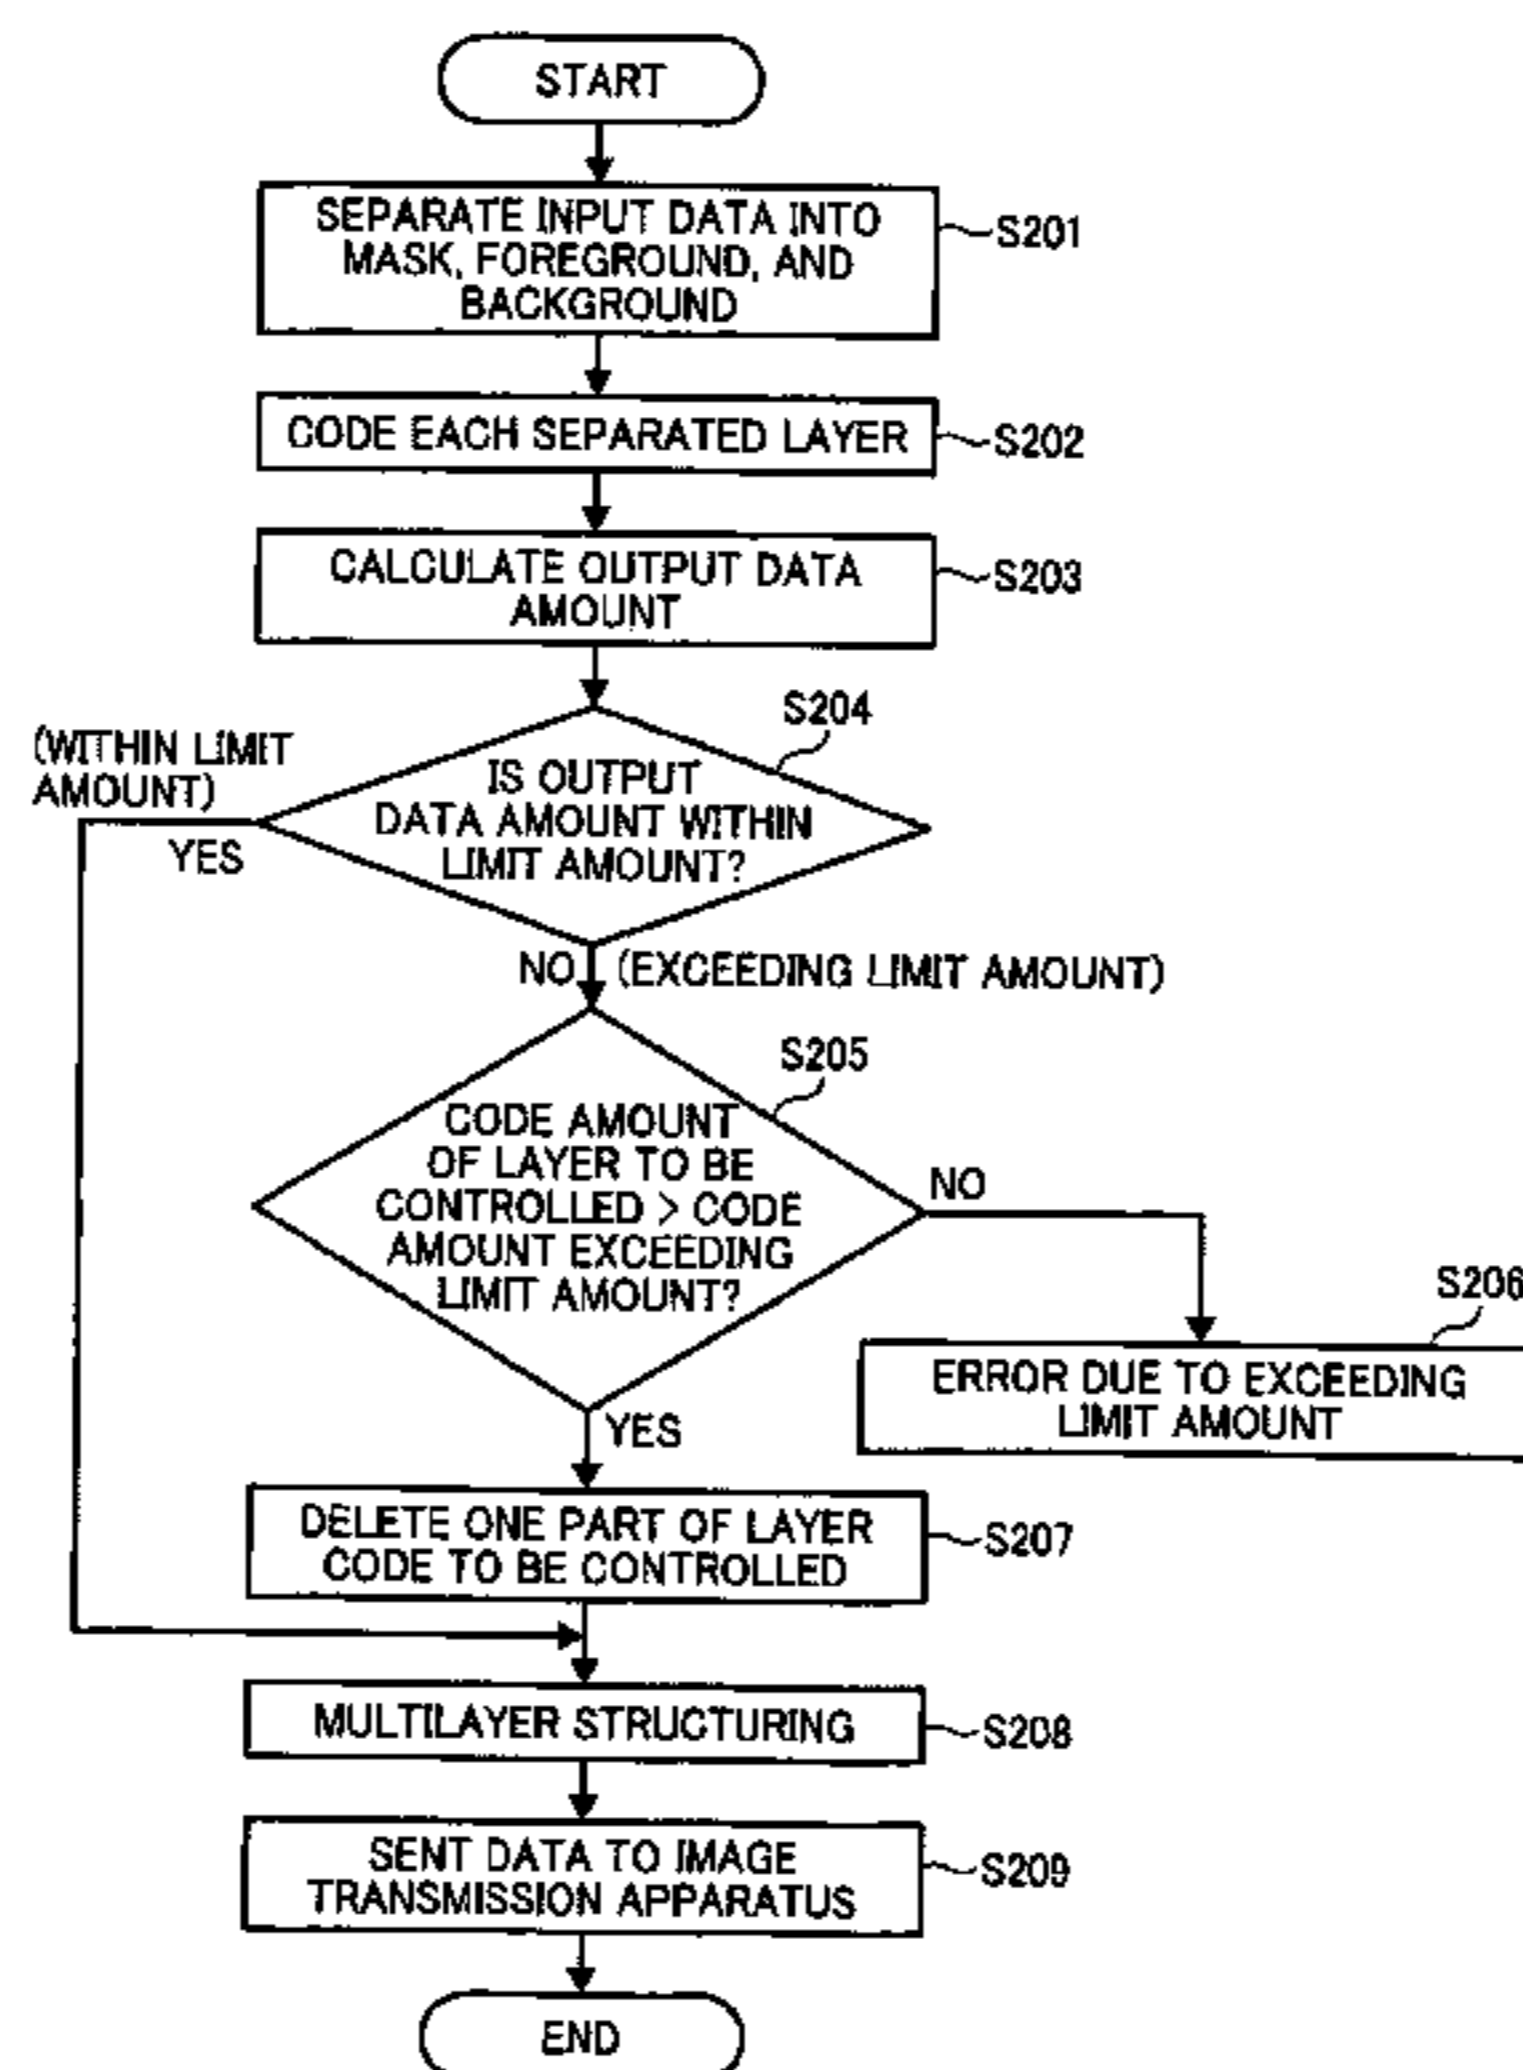 START
SEPARATE INPUT DATA INTO
MASK, FOREGROUND, AND
BACKGROUND
S201
CODE EACH SEPARATED LAYER
S202
CALCULATE OUTPUT DATA
AMOUNT
S203
S204
(WITHIN LIMIT
AMOUNT)
YES
IS OUTPUT
DATA AMOUNT WITHIN
LIMIT AMOUNT?
NO (EXCEEDING LIMIT AMOUNT)
S205
CODE AMOUNT
OF LAYER TO BE
CONTROLLED > CODE
AMOUNT EXCEEDING
LIMIT AMOUNT?
NO
S206
ERROR DUE TO EXCEEDING
LIMIT AMOUNT
YES
DELETE ONE PART OF LAYER
CODE TO BE CONTROLLED
S207
MULTILAYER STRUCTURING
S208
SENT DATA TO IMAGE
TRANSMISSION APPARATUS
S209
END